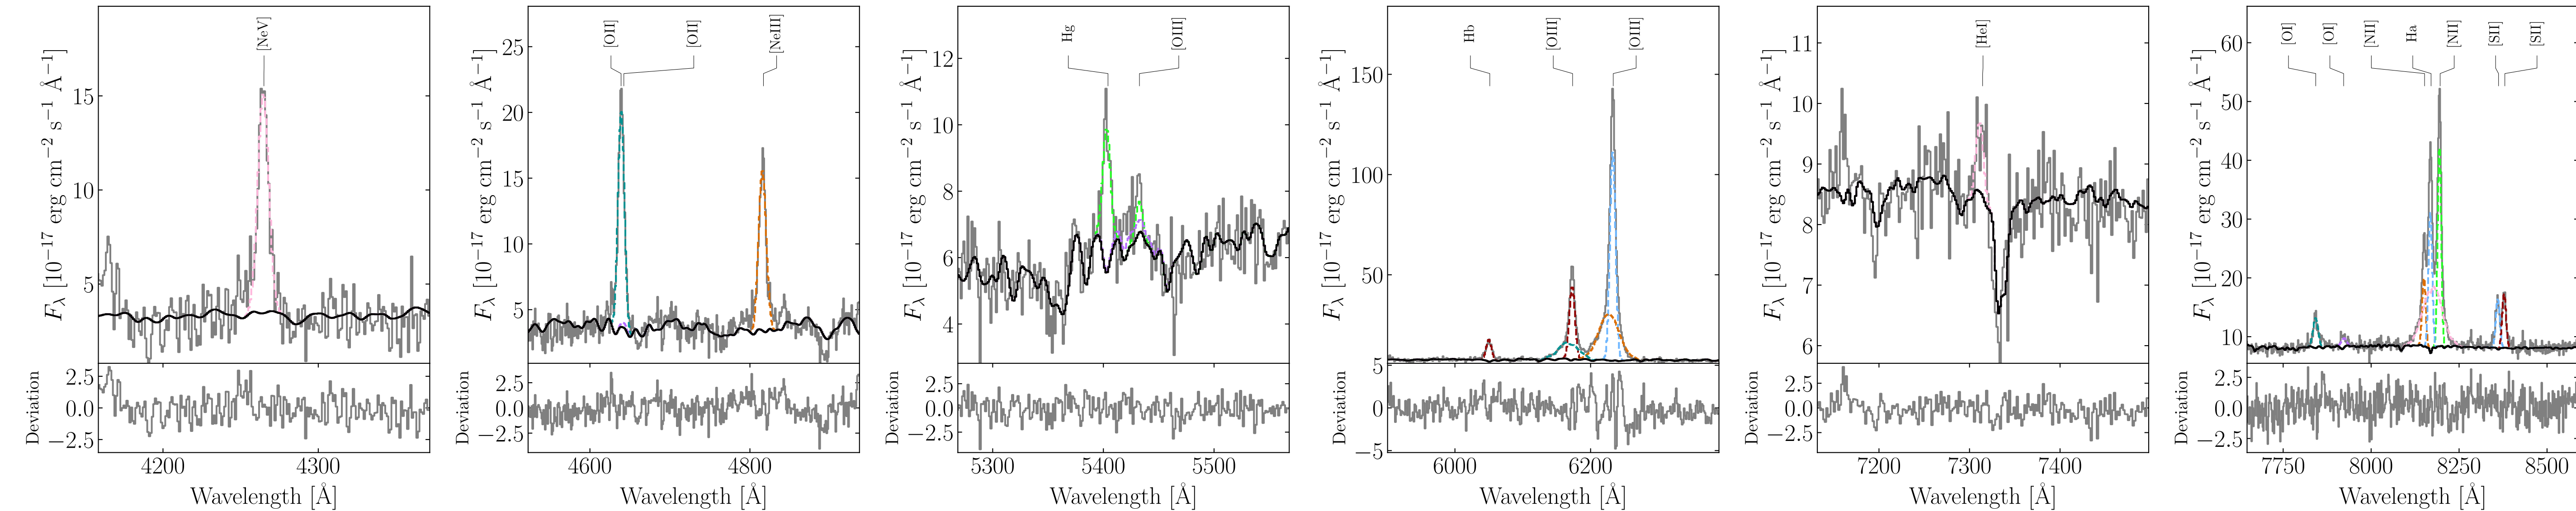 [NeV]
15
10
5
F_λ [10^−17 erg cm^−2 s^−1 Å^−1]
2.5
0.0
−2.5
Deviation
4200 4300
Wavelength [Å]
[OII] [OII] [NeIII]
25
20
15
10
5
F_λ [10^−17 erg cm^−2 s^−1 Å^−1]
2.5
0.0
−2.5
Deviation
4600 4800
Wavelength [Å]
Hg [OIII]
12
10
8
6
4
F_λ [10^−17 erg cm^−2 s^−1 Å^−1]
2.5
0.0
−2.5
Deviation
5300 5400 5500
Wavelength [Å]
Hb [OIII] [OIII]
150
100
50
F_λ [10^−17 erg cm^−2 s^−1 Å^−1]
5
0
−5
Deviation
6000 6200
Wavelength [Å]
[HeI]
11
10
9
8
7
6
F_λ [10^−17 erg cm^−2 s^−1 Å^−1]
2.5
0.0
−2.5
Deviation
7200 7300 7400
Wavelength [Å]
[OI] [OI] [NII] Ha [NII] [SII] [SII]
60
50
40
30
20
10
F_λ [10^−17 erg cm^−2 s^−1 Å^−1]
2.5
0.0
−2.5
Deviation
7750 8000 8250 8500
Wavelength [Å]